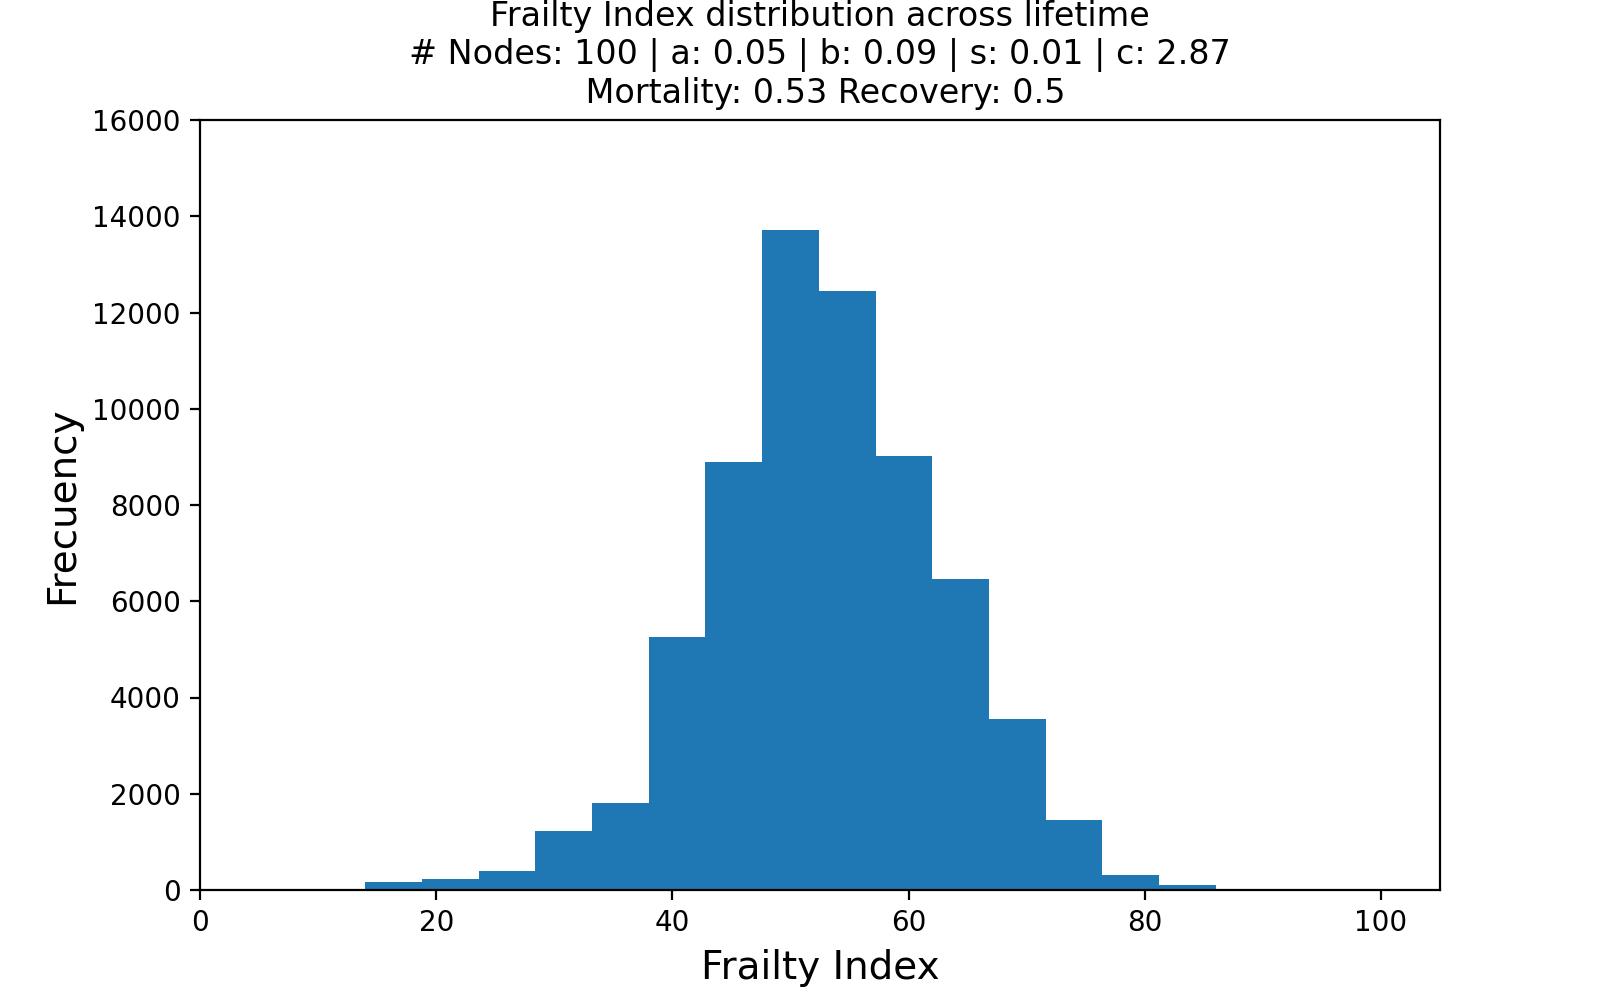 Frailty Index distribution across lifetime
# Nodes: 100 | a: 0.05 | b: 0.09 | s: 0.01 | c: 2.87
Mortality: 0.53 Recovery: 0.5
16000
14000
12000
10000
8000
6000
4000
2000
0
Frecuency
0 20 40 60 80 100
Frailty Index